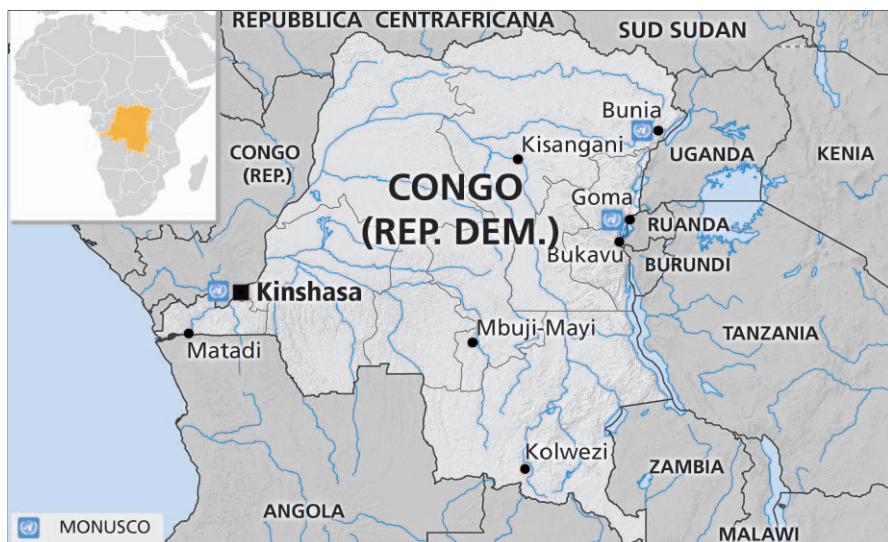 REPUBBLICA CENTRAFRICANA
SUD SUDAN
Bunia
Kisangani
CONGO
(REP.)
UGANDA
KENIA
CONGO
(REP. DEM.)
Goma
RUANDA
Bukavu
BURUNDI
Kinshasa
Mbuji-Mayi
TANZANIA
Matadi
Kolwezi
ZAMBIA
ANGOLA
MONUSCO
MALAWI